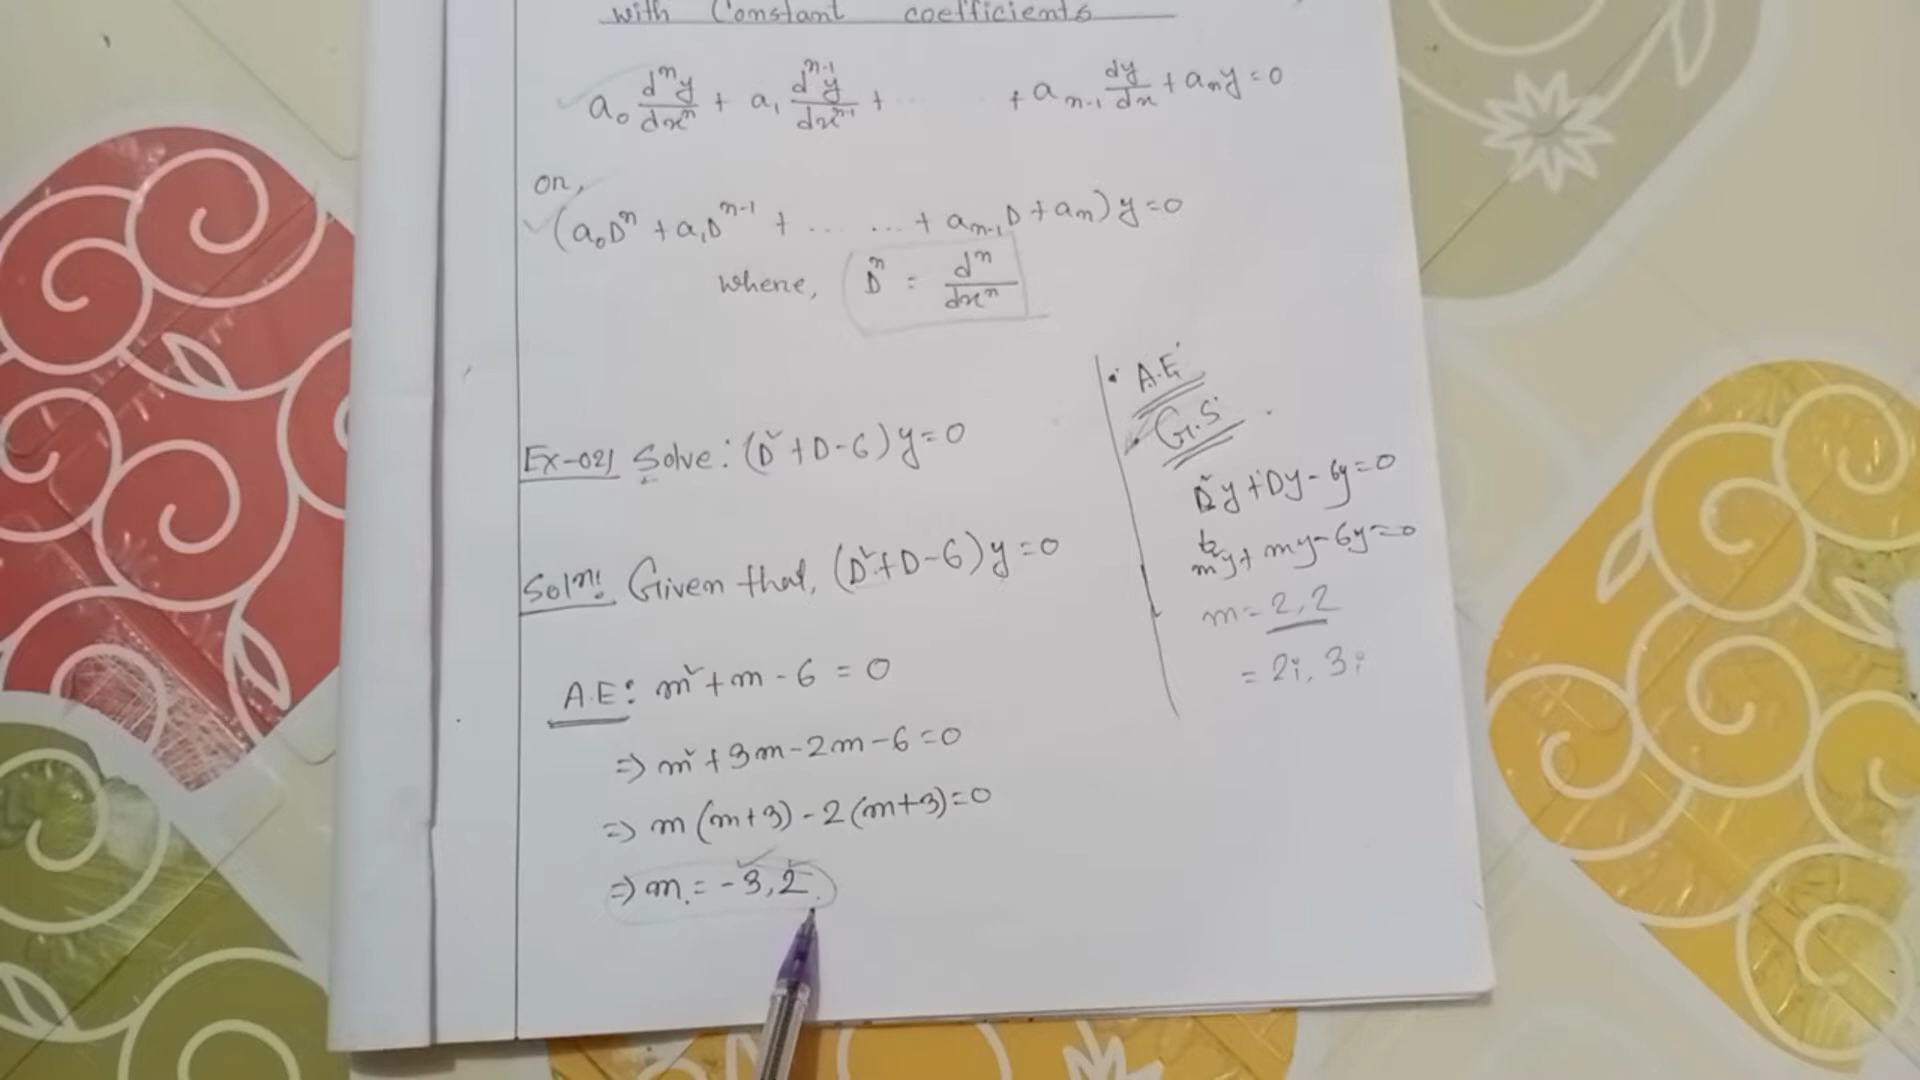 with Constant coefficients
a₀ dⁿy/dxⁿ + a₁ dⁿ⁻¹y/dxⁿ⁻¹ + ... + aₙ₋₁ dy/dx + aₙy = 0
or,
(a₀Dⁿ + a₁Dⁿ⁻¹ + ... ... + aₙ₋₁D + aₙ) y = 0
where, Dⁿ = dⁿ/dxⁿ
Ex-02| Solve: (D² + D - 6) y = 0
Solⁿ: Given that, (D² + D - 6) y = 0
A.E: m² + m - 6 = 0
⇒ m² + 3m - 2m - 6 = 0
⇒ m (m+3) - 2 (m+3) = 0
⇒ m = -3, 2
• A.E
• G.S
D²y + Dy - 6y = 0
m²y + my - 6y = 0
m = 2, 2
= 2i, 3i